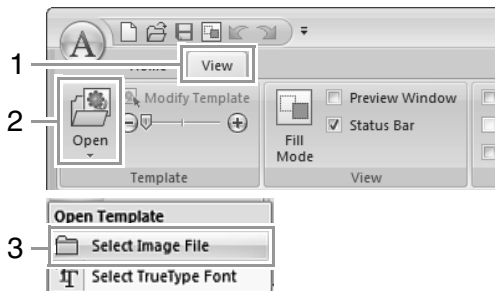 A
1
Home View
2
Open
Modify Template
Template
Fill
Mode
Preview Window
Status Bar
View
Open Template
3
Select Image File
Select TrueType Font